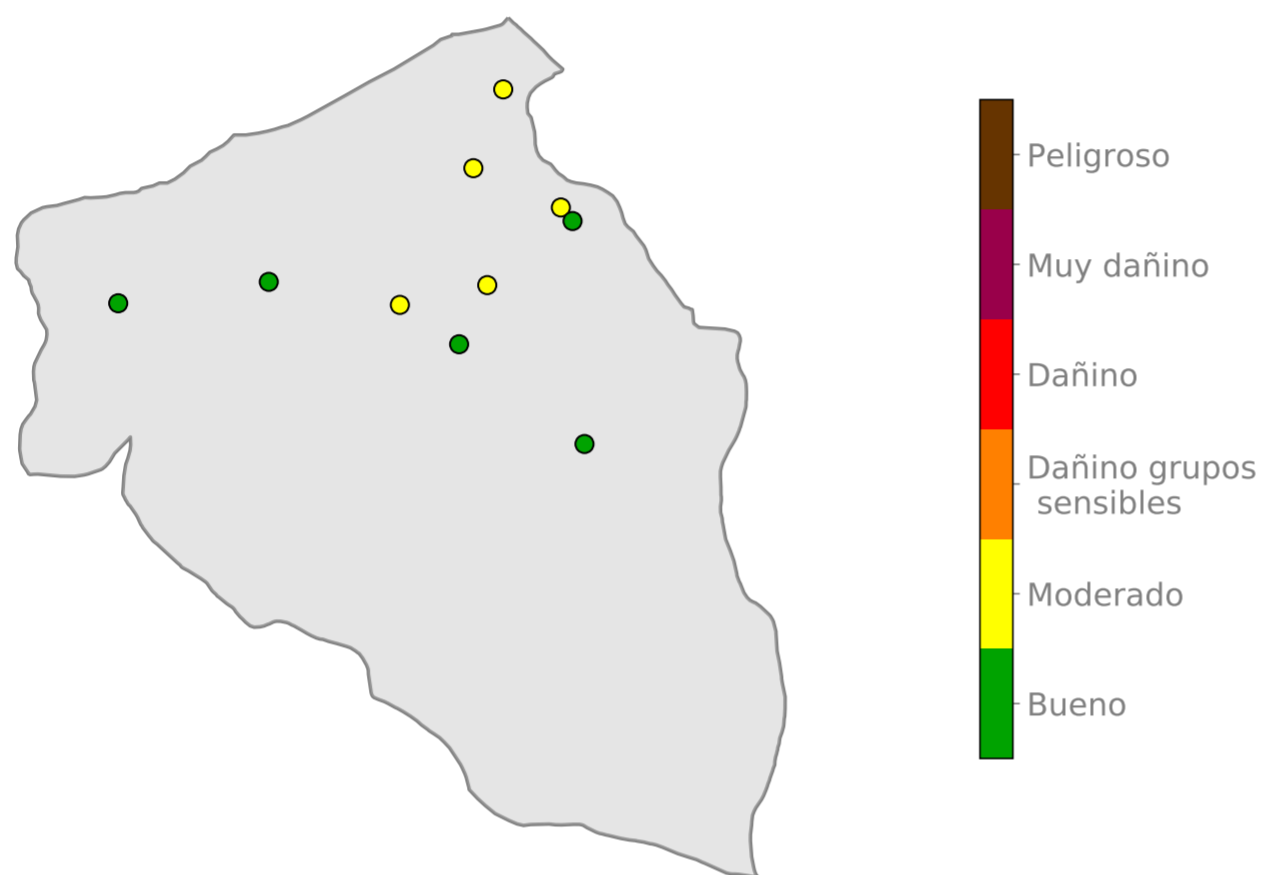 Peligroso
Muy dañino
Dañino
Dañino grupos
sensibles
Moderado
Bueno